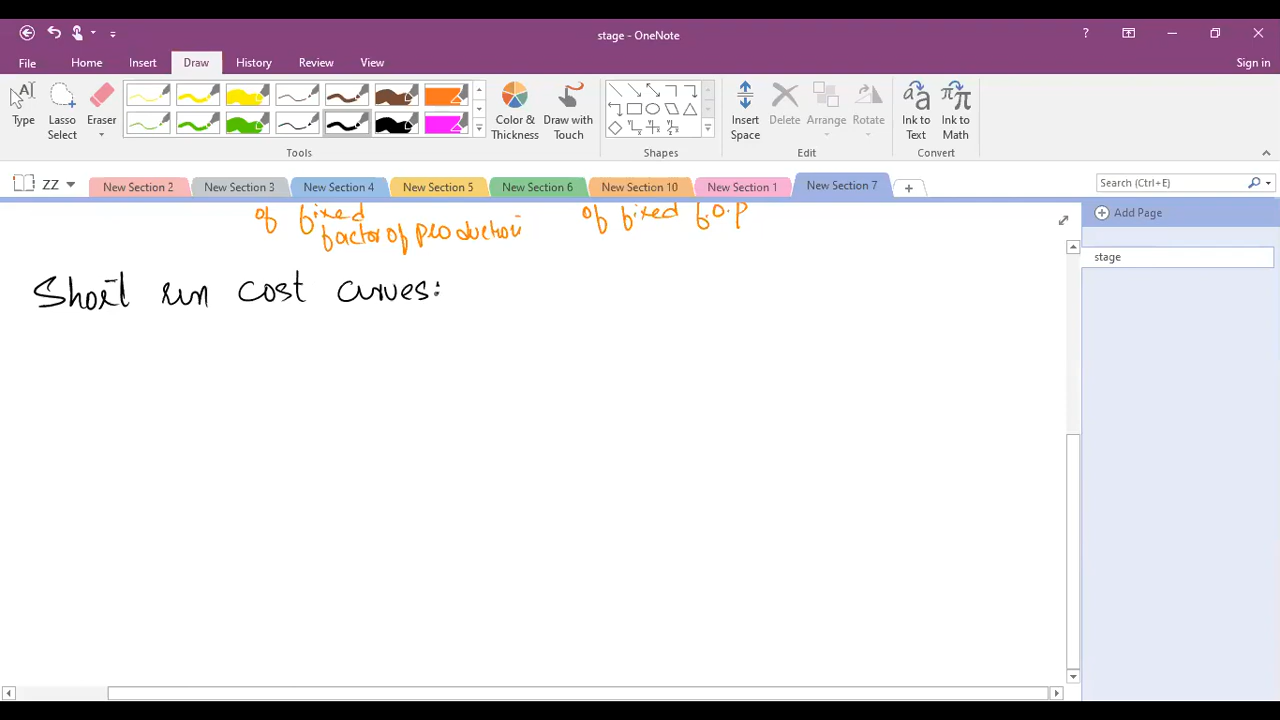 stage - OneNote
?
File Home Insert Draw History Review View Sign in
Type
Lasso Select
Eraser
Color & Thickness
Draw with Touch
Insert Space
Delete
Arrange
Rotate
Ink to Text
Ink to Math
Tools Shapes Edit Convert
ZZ New Section 2 New Section 3 New Section 4 New Section 5 New Section 6 New Section 10 New Section 1 New Section 7
Search (Ctrl+E)
Add Page
stage
of fixed of fixed f.o.p
factor of production
Short run cost curves: